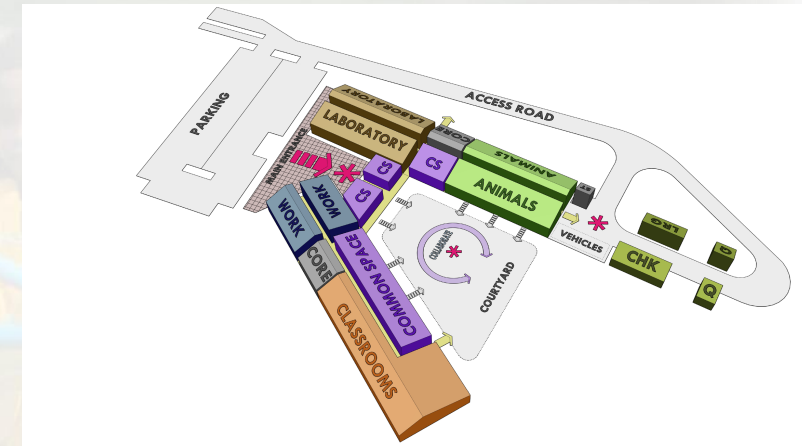 ACCESS ROAD
PARKING
LABORATORY
LABORATORY
MAIN ENTRANCE
CORE
ANIMALS
ANIMALS
CS
CS
CS
WORK
WORK
CORE
COMMON SPACE
CLASSROOMS
COLLABORATE
COURTYARD
VEHICLES
LRG
CHK
Q
Q